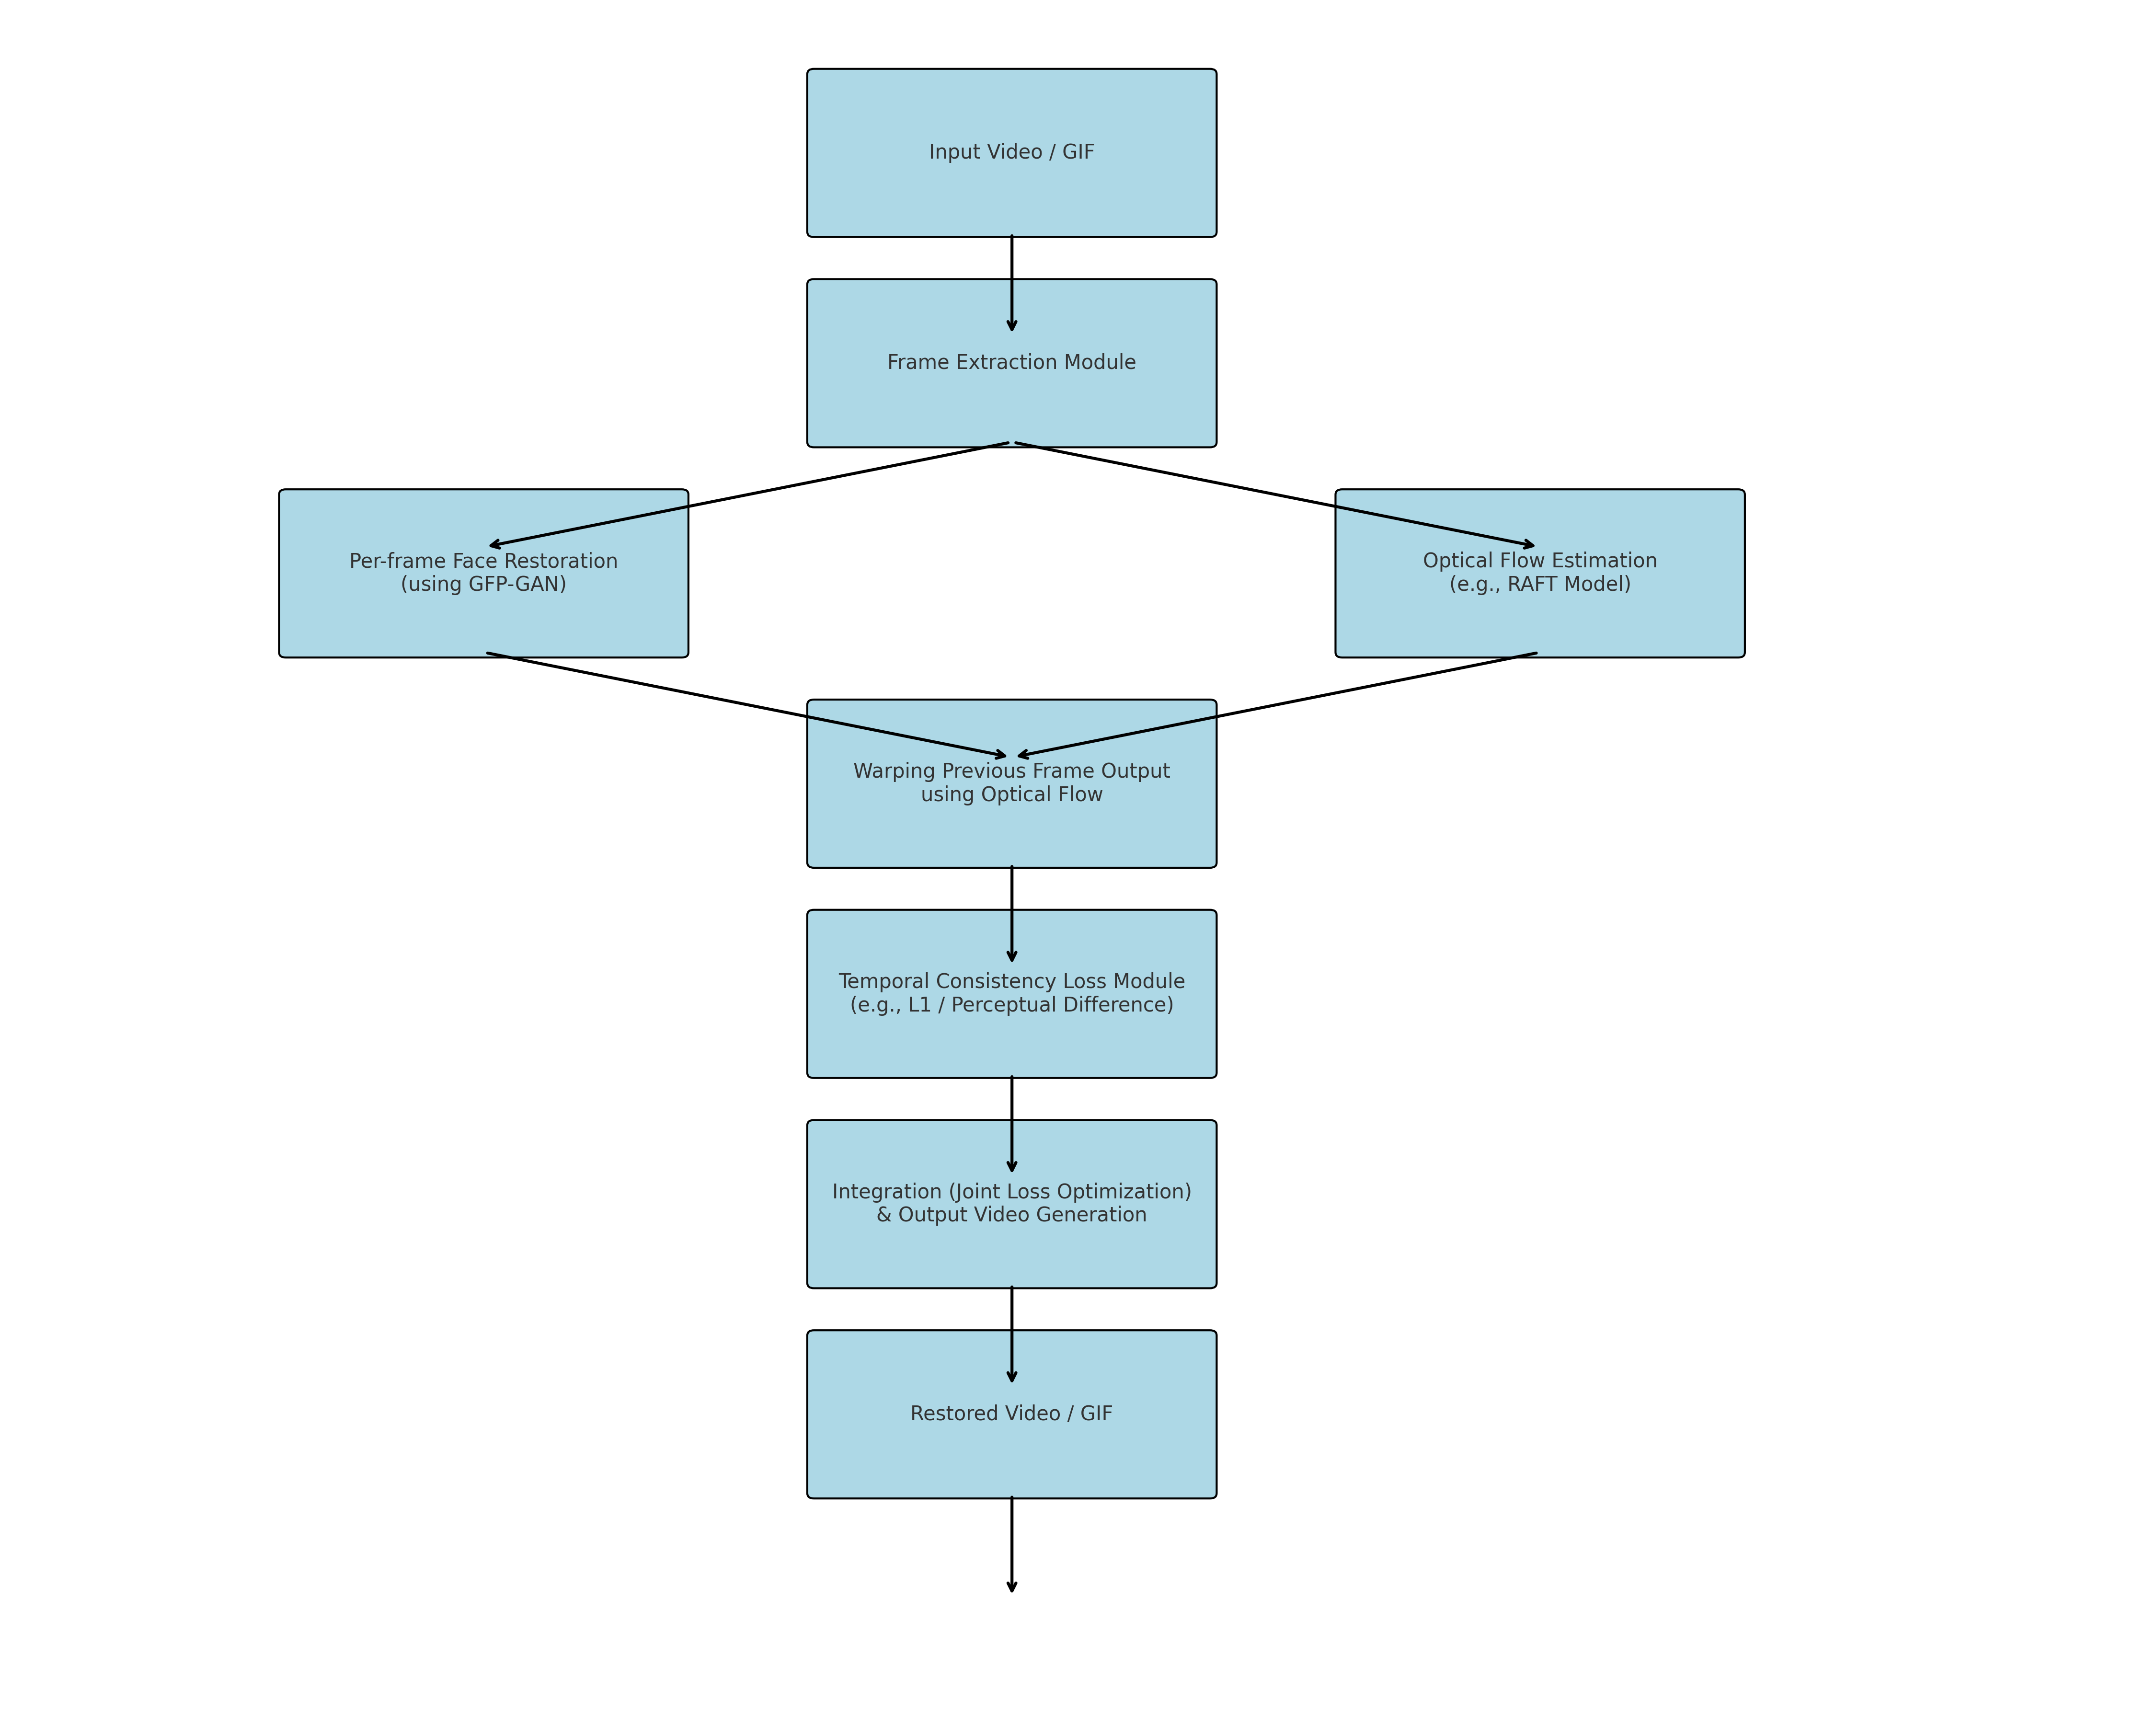 Input Video / GIF
Frame Extraction Module
Per-frame Face Restoration
(using GFP-GAN)
Optical Flow Estimation
(e.g., RAFT Model)
Warping Previous Frame Output
using Optical Flow
Temporal Consistency Loss Module
(e.g., L1 / Perceptual Difference)
Integration (Joint Loss Optimization)
& Output Video Generation
Restored Video / GIF